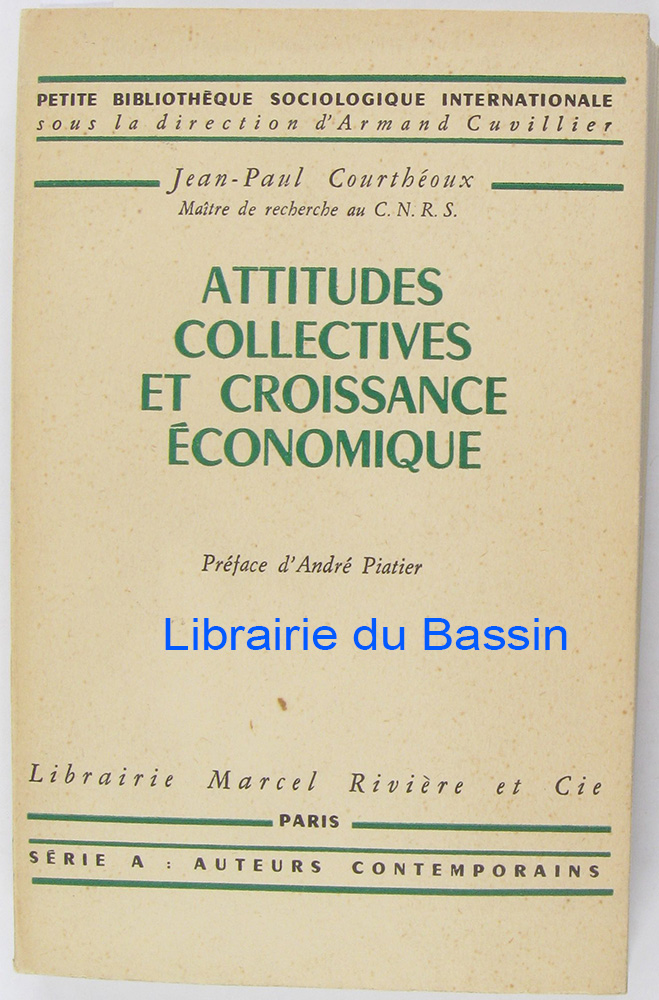 PETITE BIBLIOTHÈQUE SOCIOLOGIQUE INTERNATIONALE
sous la direction d'Armand Cuvillier
Jean-Paul Courthéoux
Maître de recherche au C. N. R. S.
ATTITUDES
COLLECTIVES
ET CROISSANCE
ÉCONOMIQUE
Préface d'André Piatier
Librairie du Bassin
Librairie Marcel Rivière et Cie
PARIS
SÉRIE A : AUTEURS CONTEMPORAINS